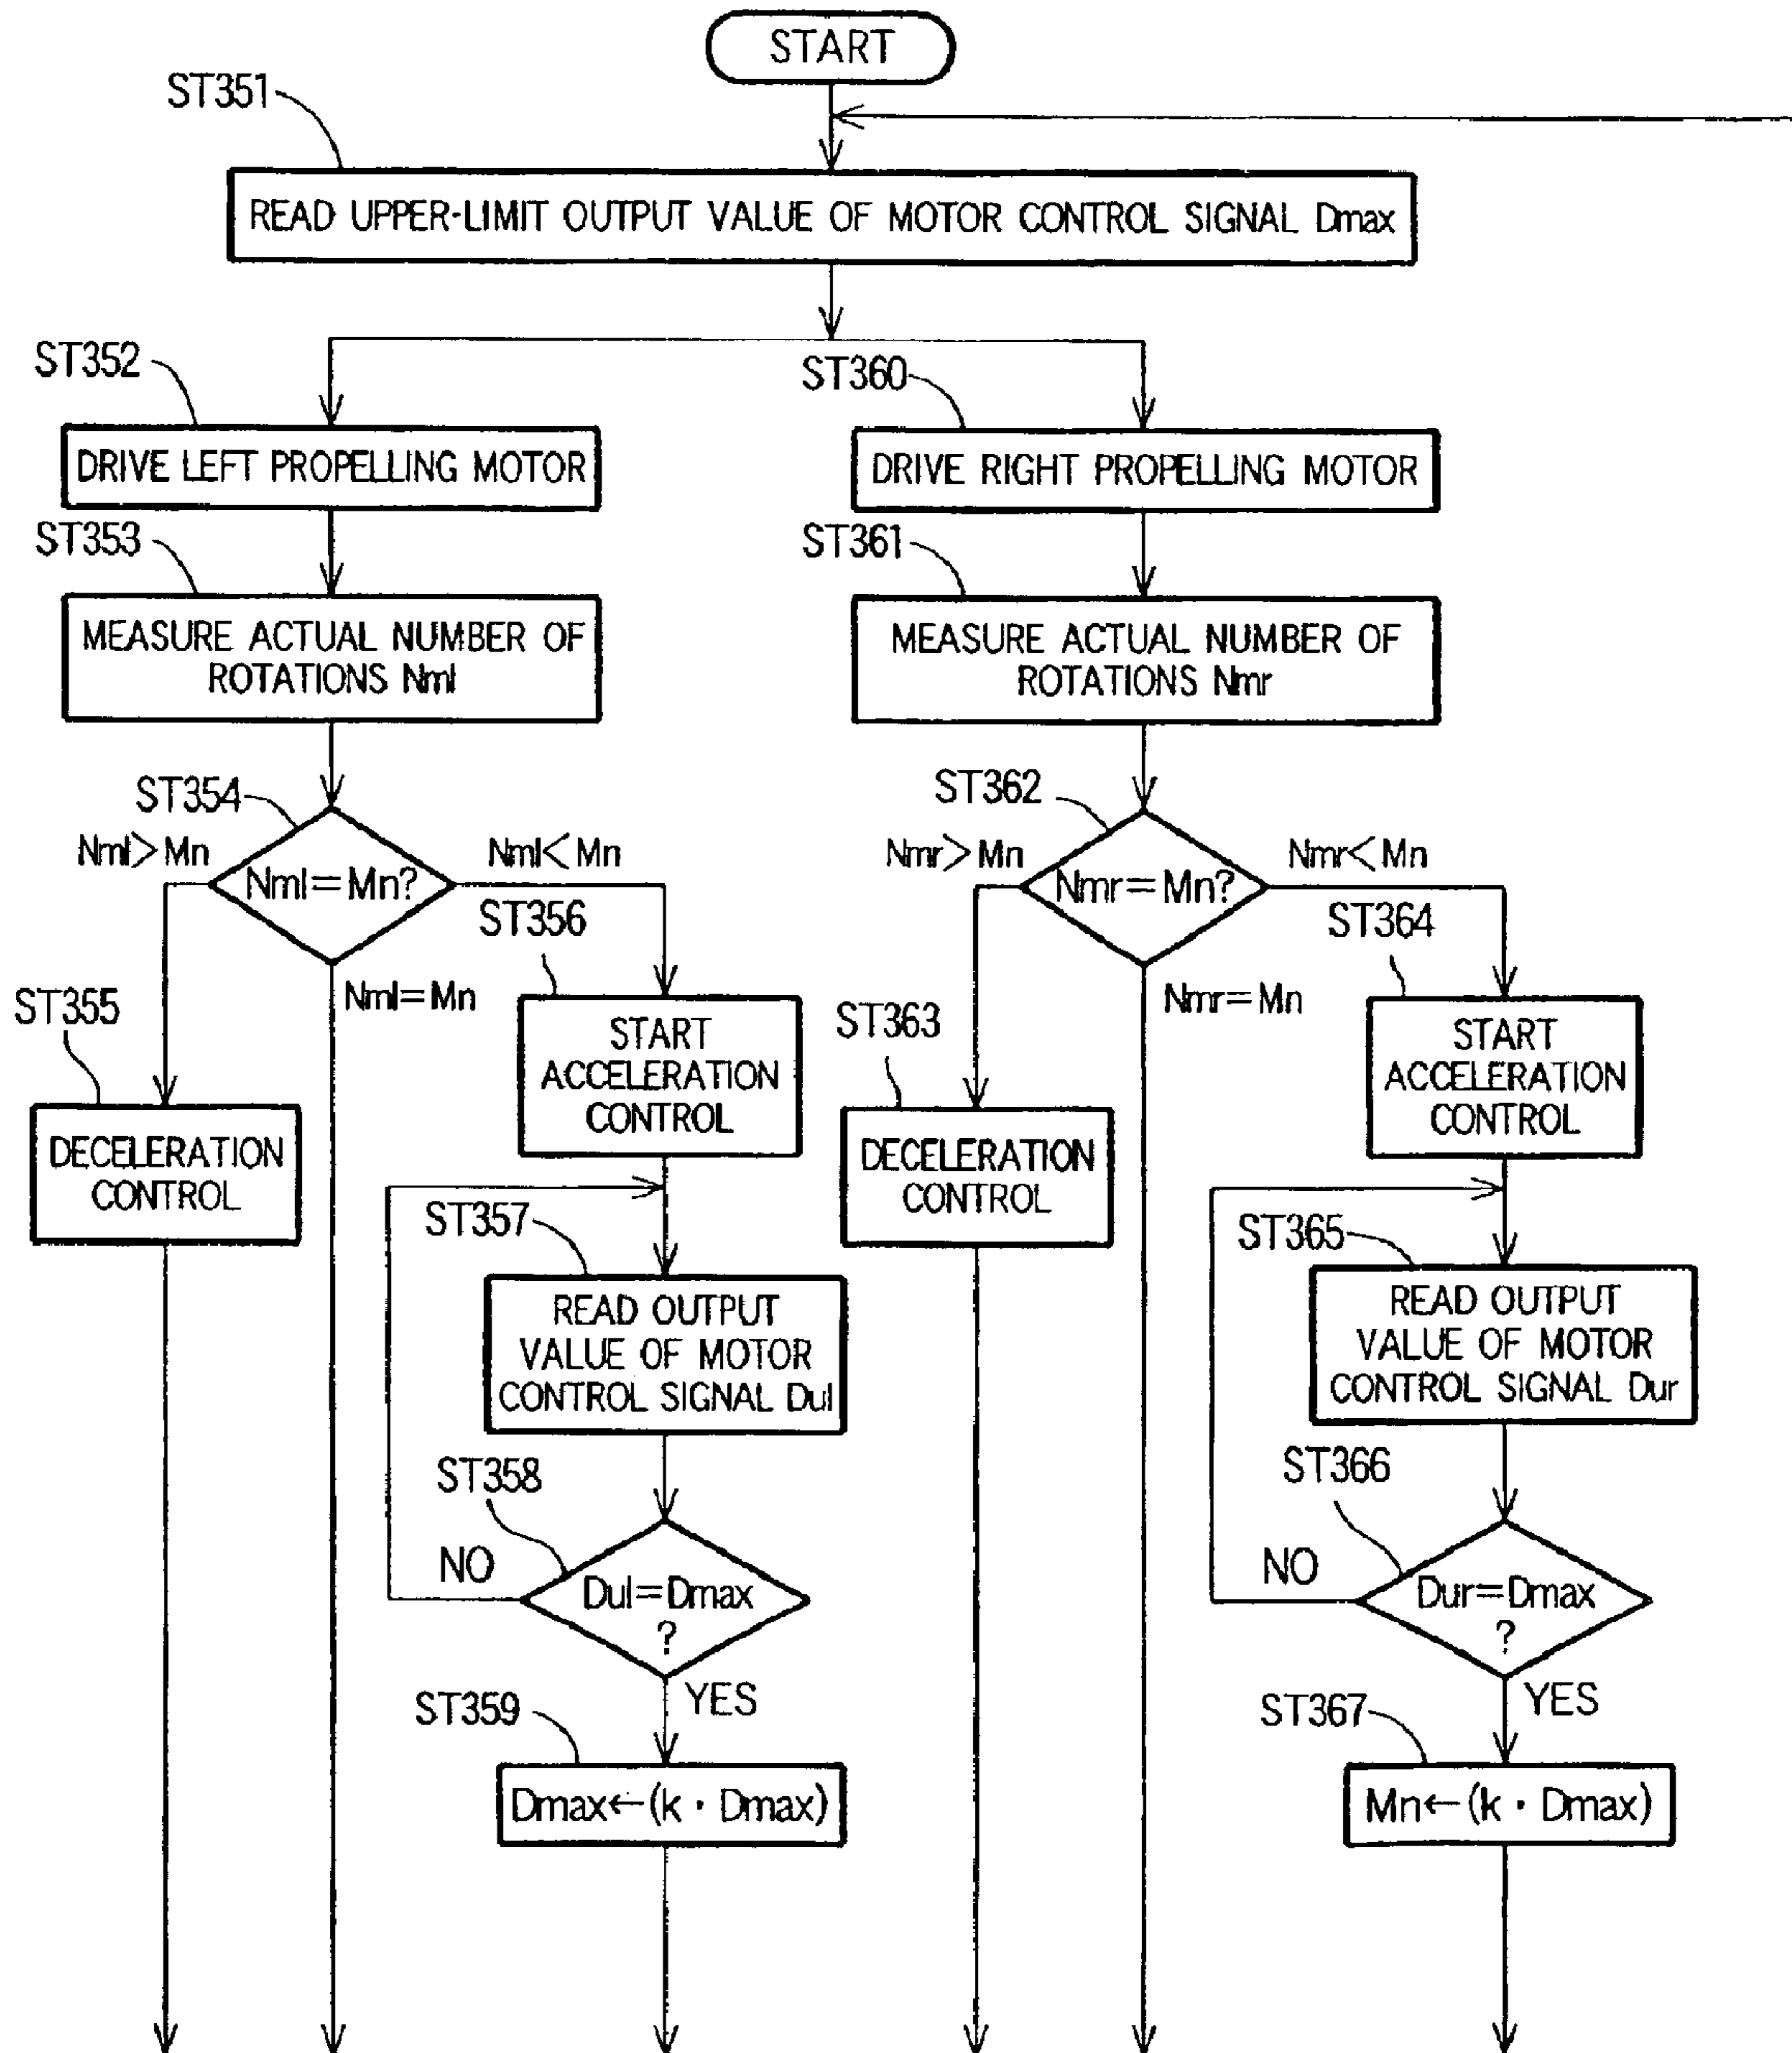 START
ST351
READ UPPER-LIMIT OUTPUT VALUE OF MOTOR CONTROL SIGNAL Dmax
ST352
DRIVE LEFT PROPELLING MOTOR
ST353
MEASURE ACTUAL NUMBER OF
ROTATIONS Nml
ST354
Nml>Mn
Nml=Mn?
Nml<Mn
Nml=Mn
ST355
DECELERATION
CONTROL
ST356
START
ACCELERATION
CONTROL
ST357
READ OUTPUT
VALUE OF MOTOR
CONTROL SIGNAL Dul
ST358
NO
Dul=Dmax
?
YES
ST359
Dmax←(k · Dmax)
ST360
DRIVE RIGHT PROPELLING MOTOR
ST361
MEASURE ACTUAL NUMBER OF
ROTATIONS Nmr
ST362
Nmr>Mn
Nmr=Mn?
Nmr<Mn
Nmr=Mn
ST363
DECELERATION
CONTROL
ST364
START
ACCELERATION
CONTROL
ST365
READ OUTPUT
VALUE OF MOTOR
CONTROL SIGNAL Dur
ST366
NO
Dur=Dmax
?
YES
ST367
Mn←(k · Dmax)